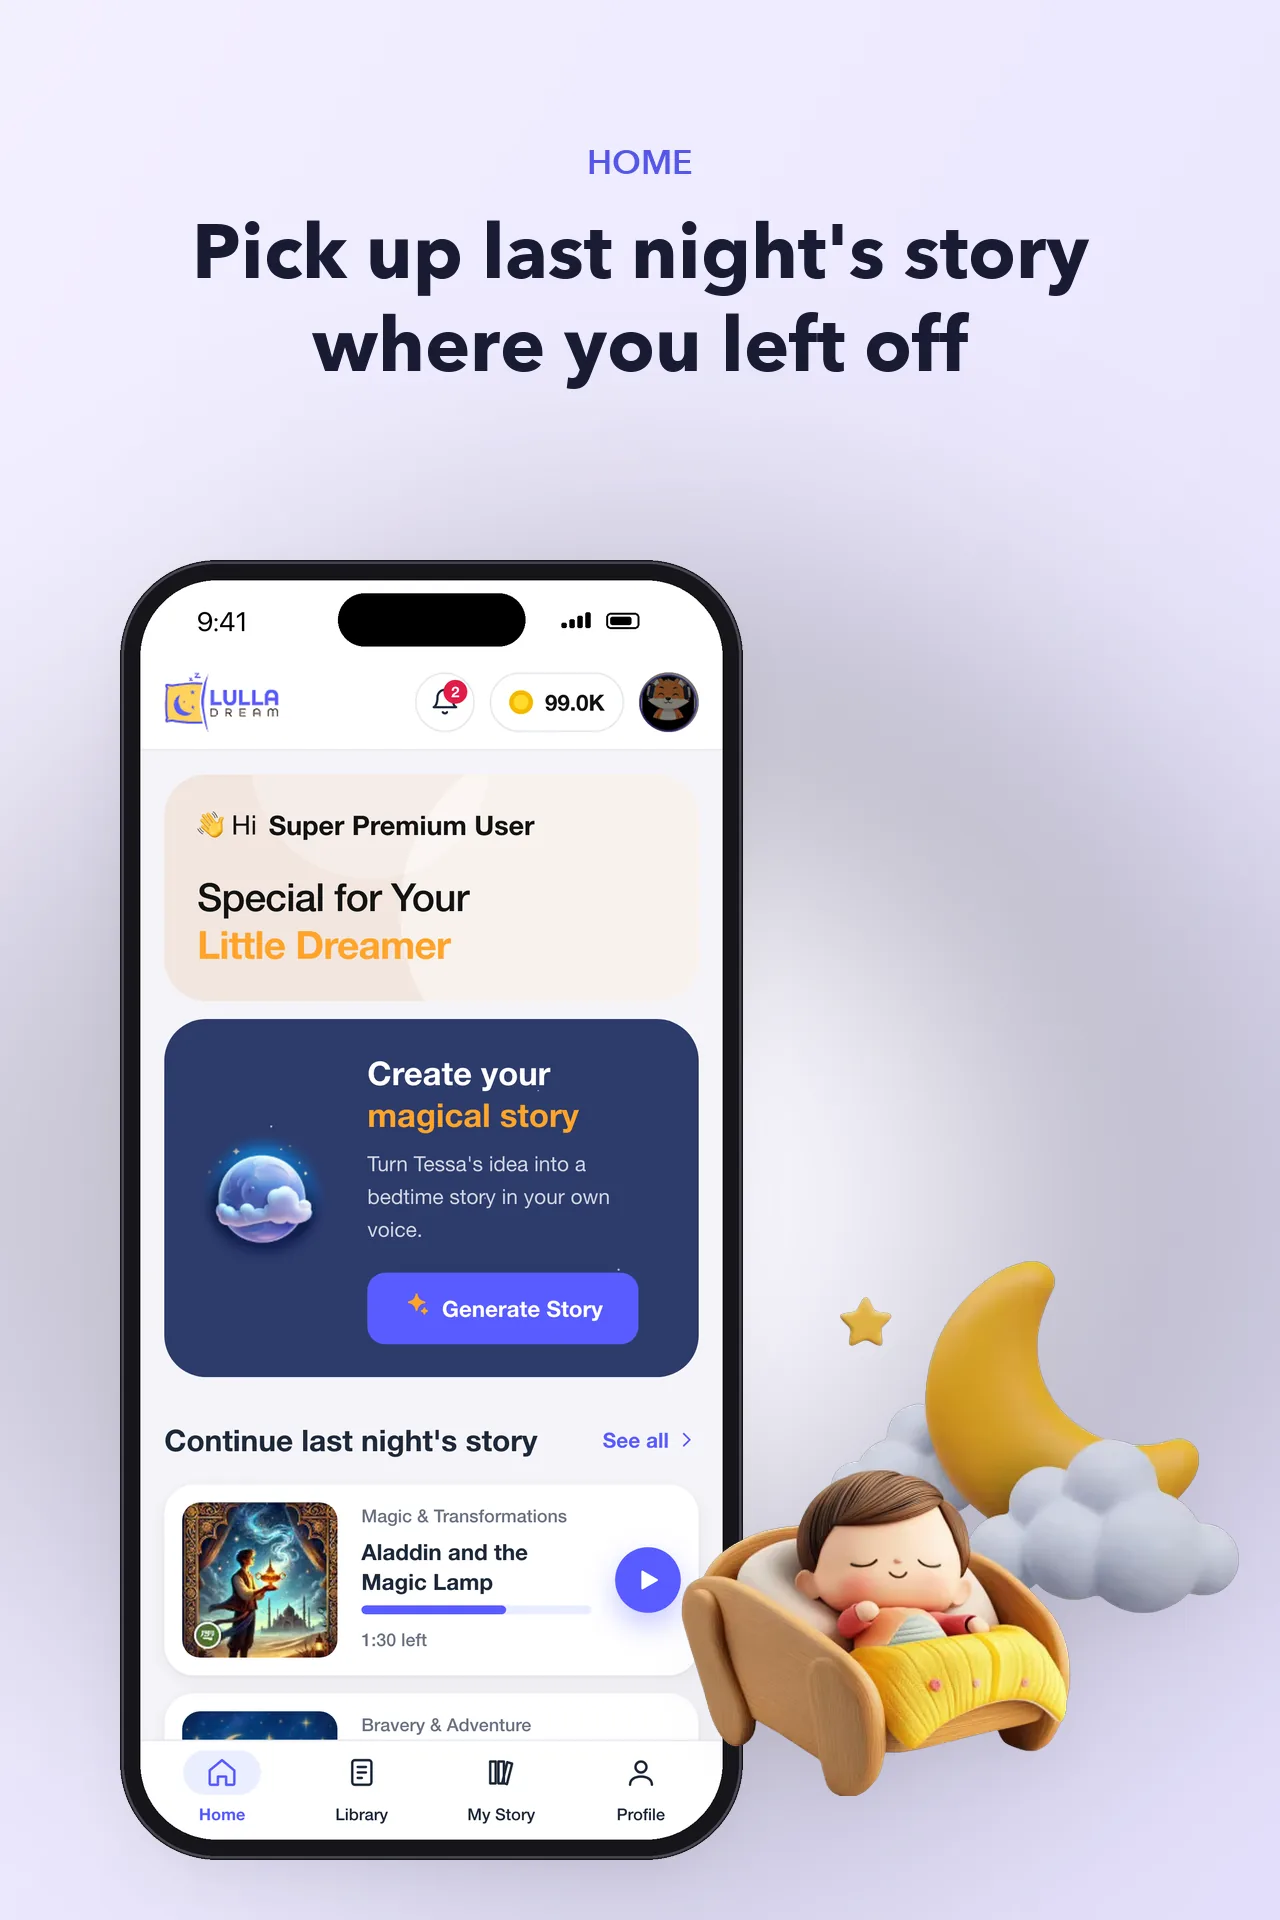 HOME
Pick up last night's story
where you left off
9:41
LULLA
DREAM
2
99.0K
👋 Hi Super Premium User
Special for Your
Little Dreamer
Create your
magical story
Turn Tessa's idea into a
bedtime story in your own
voice.
Generate Story
Continue last night's story
See all
Magic & Transformations
Aladdin and the
Magic Lamp
1:30 left
Bravery & Adventure
Home
Library
My Story
Profile